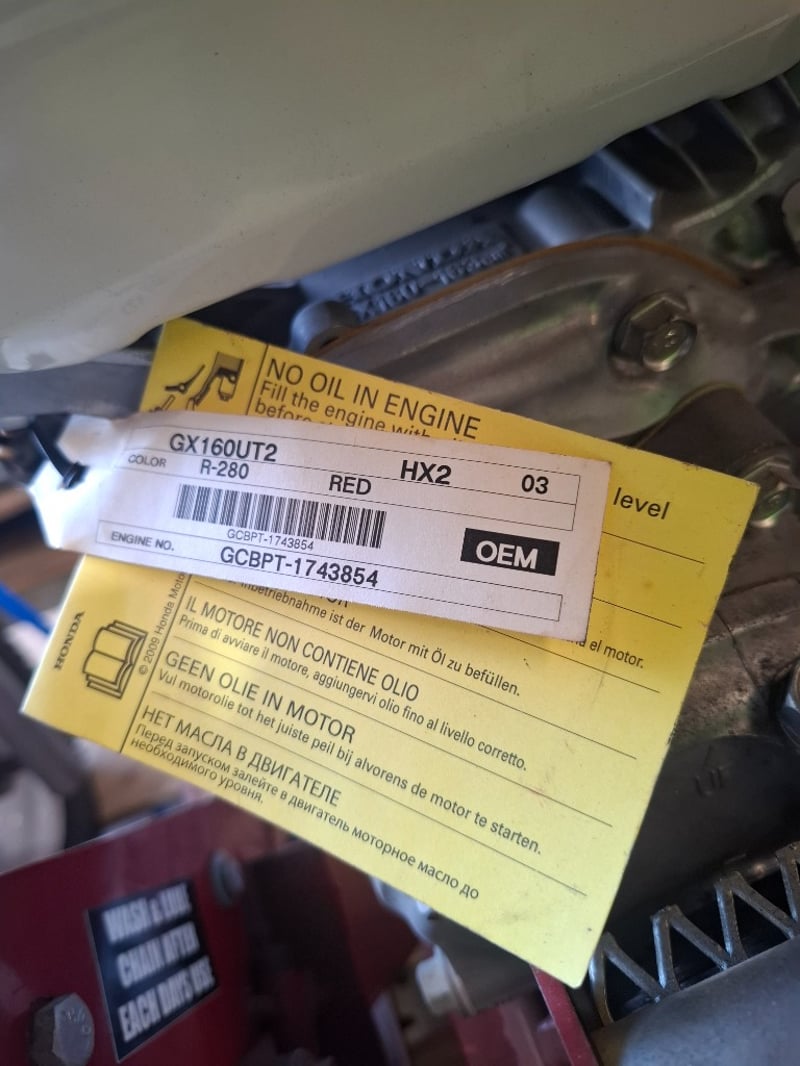 HONDA
NO OIL IN ENGINE
Fill the engine with
before
level
GX160UT2 HX2 03
COLOR R-280 RED
GCBPT-1743854
OEM
ENGINE NO. GCBPT-1743854
HONDA
© 2009 Honda Motor
inbetriebnahme ist der Motor mit Öl zu befüllen.
el motor.
IL MOTORE NON CONTIENE OLIO
Prima di avviare il motore, aggiungervi olio fino al livello corretto.
GEEN OLIE IN MOTOR
Vul motorolie tot het juiste peil bij alvorens de motor te starten.
НЕТ МАСЛА В ДВИГАТЕЛЕ
Перед запуском залейте в двигатель моторное масло до
необходимого уровня.
WASH & LUBE
CHAIN AFTER
EACH DAYS USE